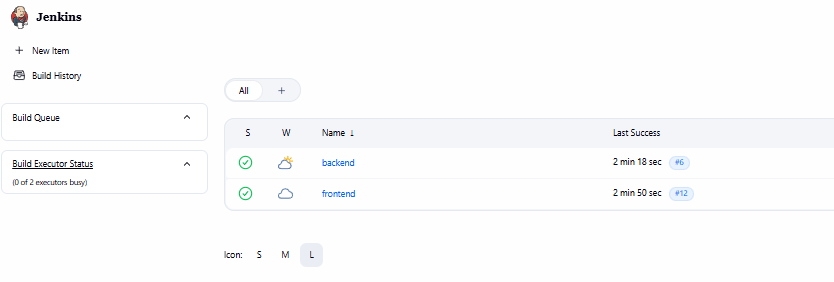 Jenkins
+ New Item
Build History
All +
Build Queue
Build Executor Status
(0 of 2 executors busy)
S W Name ↓ Last Success
backend 2 min 18 sec #6
frontend 2 min 50 sec #12
Icon: S M L